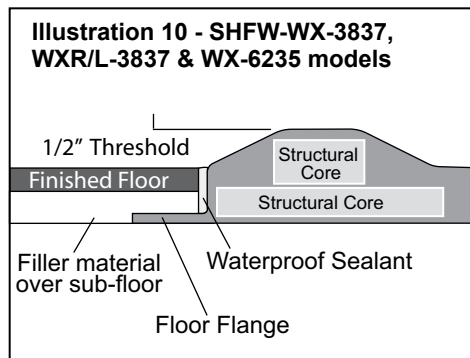 Illustration 10 - SHFW-WX-3837,
WXR/L-3837 & WX-6235 models
1/2" Threshold
Structural
Core
Finished Floor
Structural Core
Filler material
over sub-floor
Waterproof Sealant
Floor Flange